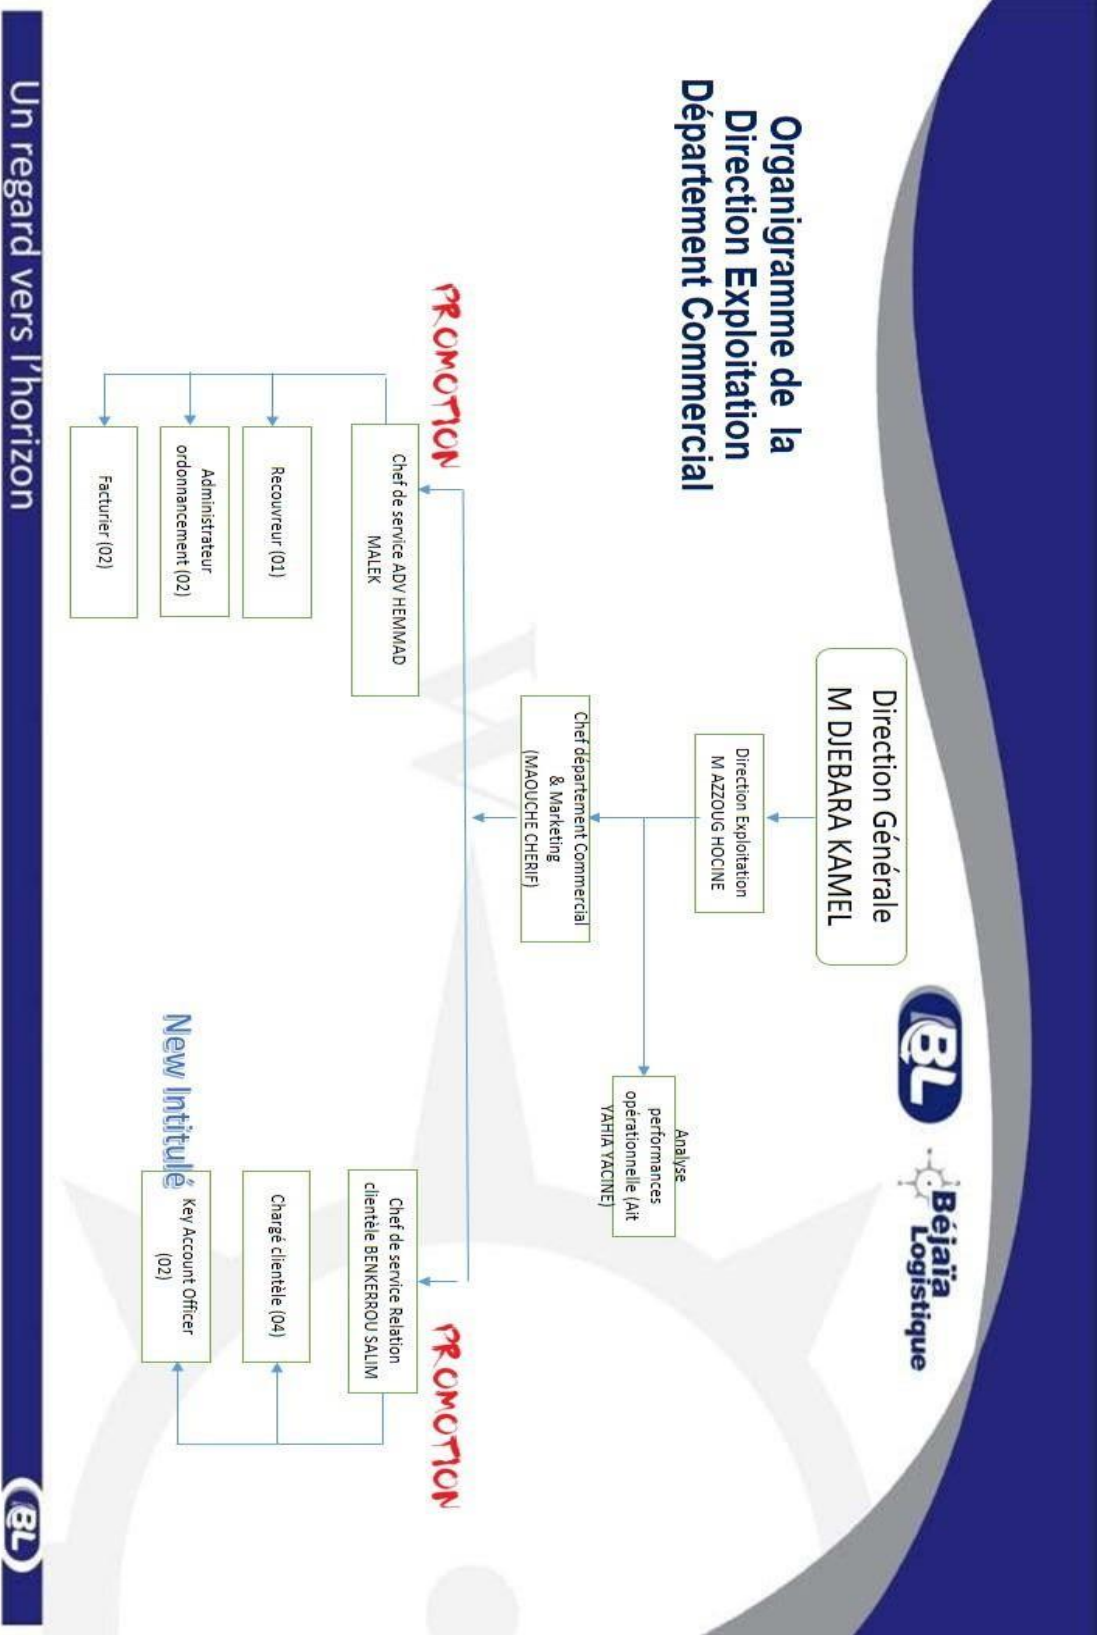 BL
Béjaïa
Logistique
Organigramme de la
Direction Exploitation
Département Commercial
Direction Générale
M DJEBARA KAMEL
Direction Exploitation
M AZZOUG HOCINE
Analyse
performances
opérationnelle (Ait
YAHIA YACINE)
Chef département Commercial
& Marketing
(MAOUCHE CHERIF)
PROMOTION
PROMOTION
Chef de service ADV HEMMAD
MALEK
Recouvreur (01)
Administrateur
ordonnancement (02)
Facturier (02)
Chef de service Relation
clientèle BENKERROU SALIM
Chargé clientèle (04)
New Intitulé
Key Account Officer
(02)
Un regard vers l'horizon
BL